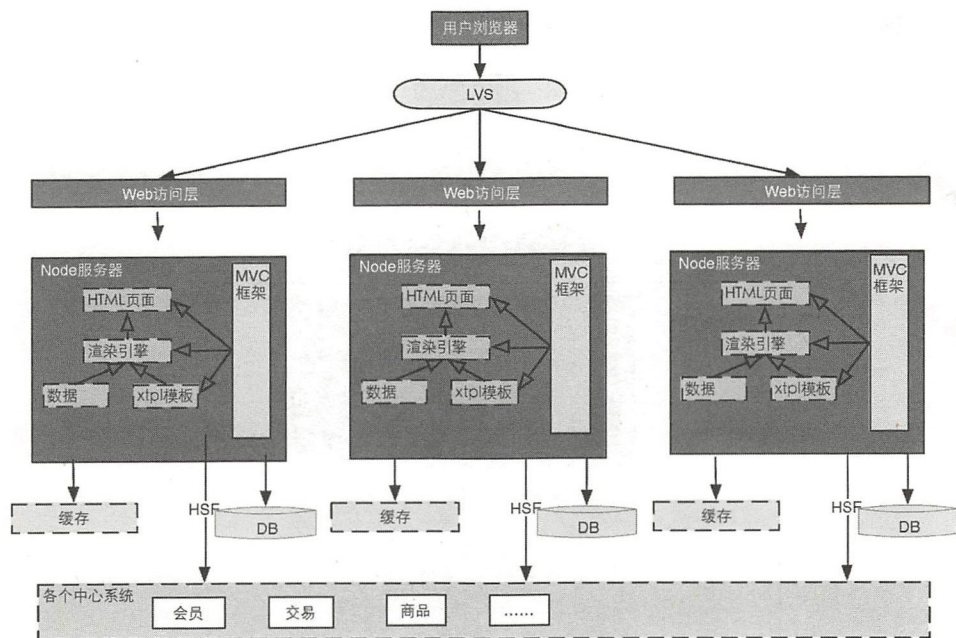 用户浏览器
LVS
Web访问层
Web访问层
Web访问层
Node服务器
MVC
框架
HTML页面
渲染引擎
数据
xtpl模板
Node服务器
MVC
框架
HTML页面
渲染引擎
数据
xtpl模板
Node服务器
MVC
框架
HTML页面
渲染引擎
数据
xtpl模板
缓存
HSF
DB
缓存
HSF
DB
缓存
HSF
DB
各个中心系统
会员
交易
商品
……